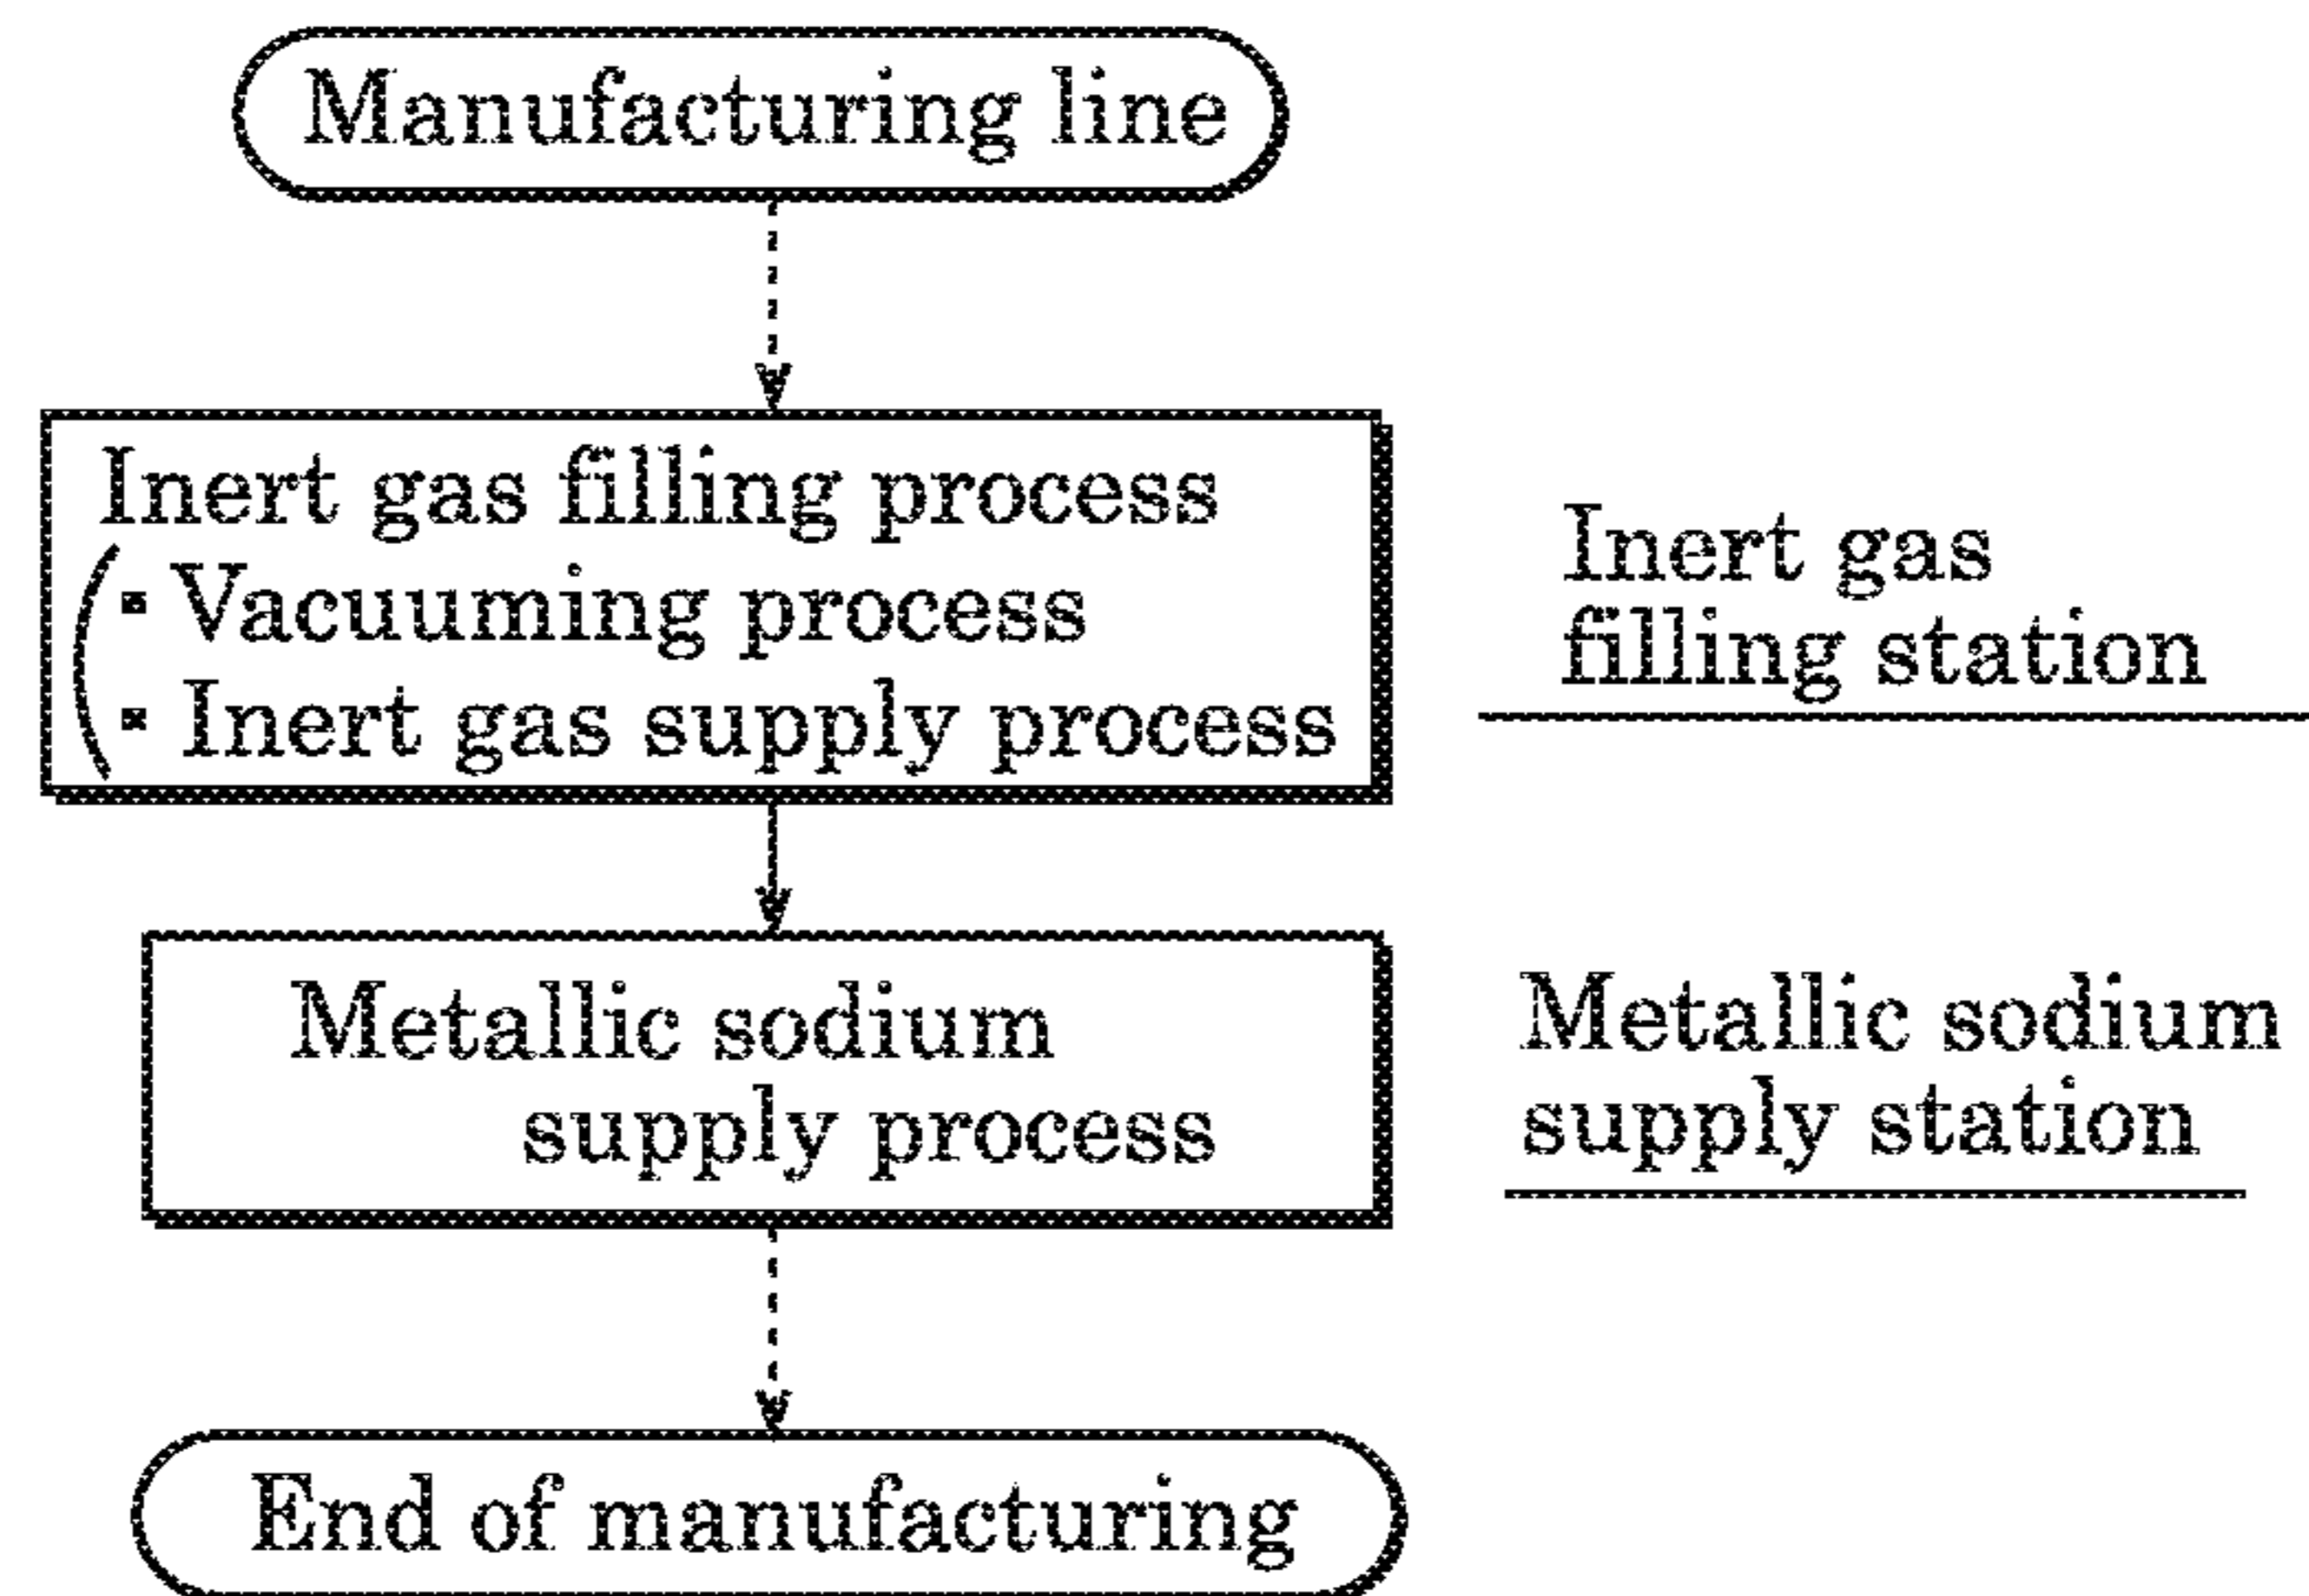 Manufacturing line
Inert gas filling process
▪ Vacuuming process
▪ Inert gas supply process
Inert gas
filling station
Metallic sodium
supply process
Metallic sodium
supply station
End of manufacturing